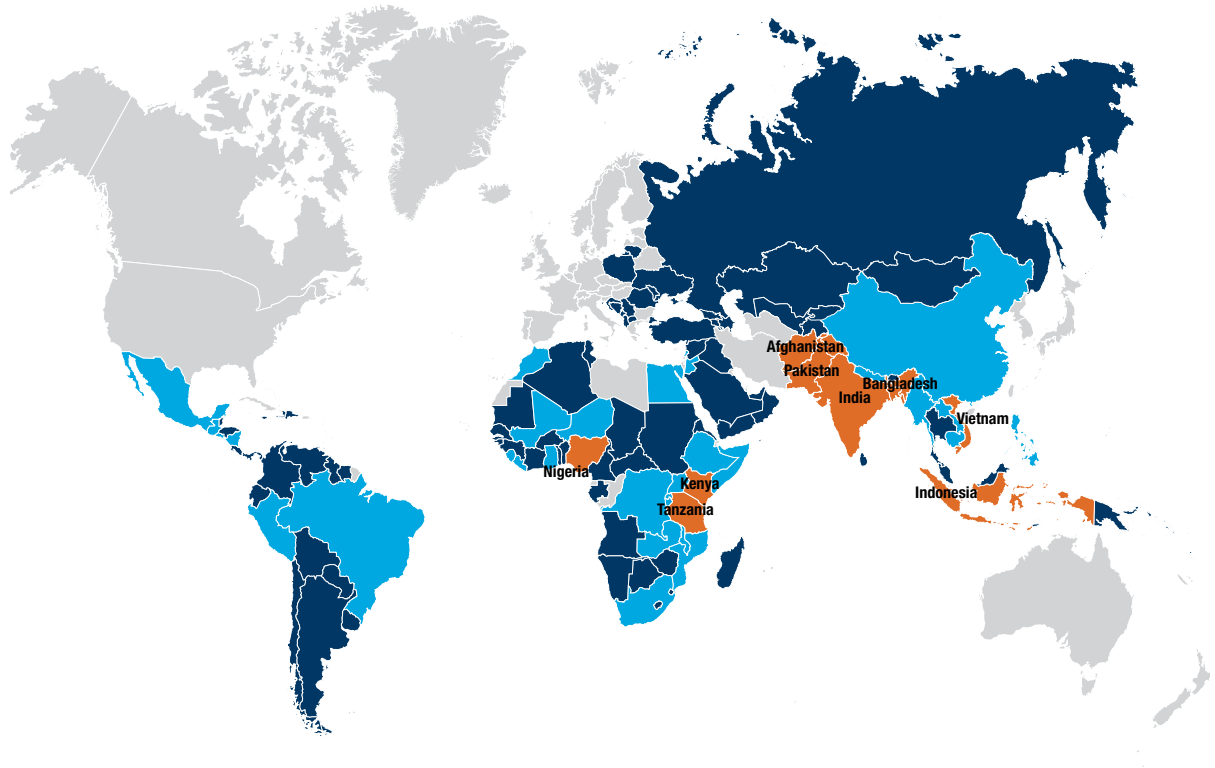 Afghanistan
Pakistan
Bangladesh
India
Vietnam
Nigeria
Kenya
Indonesia
Tanzania